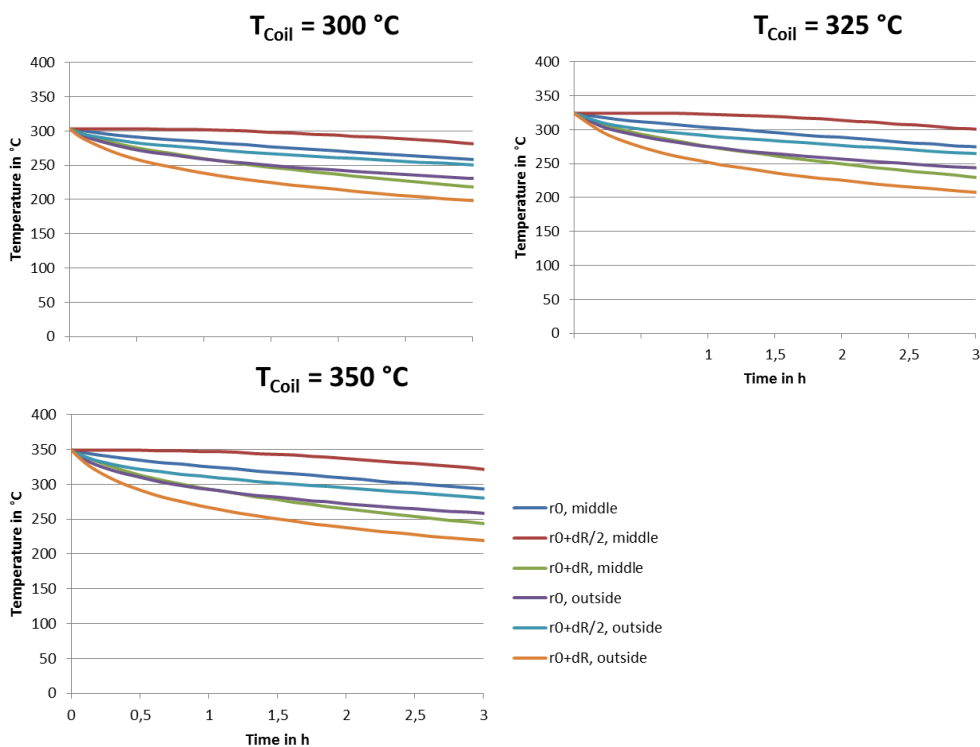 T_Coil = 300 °C
Temperature in °C
400
350
300
250
200
150
100
50
0
T_Coil = 325 °C
Temperature in °C
400
350
300
250
200
150
100
50
0
1 1,5 2 2,5 3
Time in h
T_Coil = 350 °C
Temperature in °C
400
350
300
250
200
150
100
50
0
0 0,5 1 1,5 2 2,5 3
Time in h
r0, middle
r0+dR/2, middle
r0+dR, middle
r0, outside
r0+dR/2, outside
r0+dR, outside